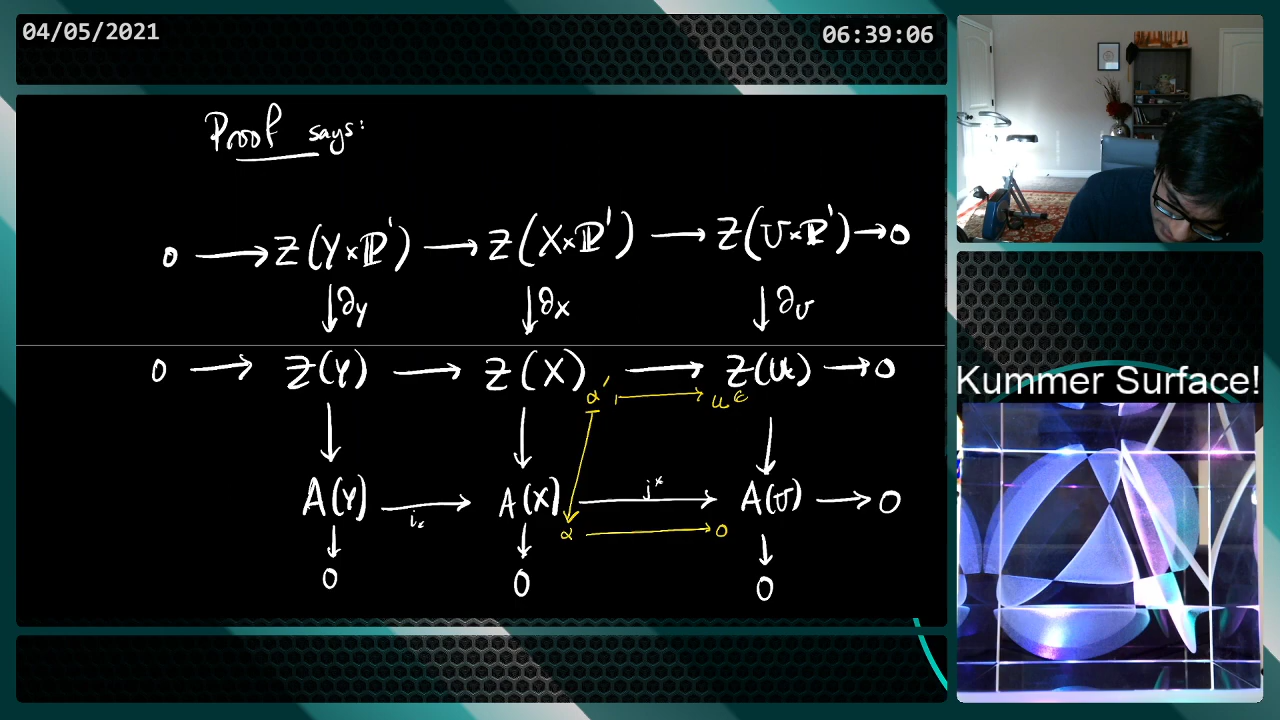 04/05/2021
06:39:06
Proof says:
0 → Z(Y×ℙ¹) → Z(X×ℙ¹) → Z(U×ℙ¹) → 0
↓∂Y ↓∂X ↓∂U
0 → Z(Y) → Z(X) → Z(U) → 0
α' ↦ u ∈
A(Y) → A(X) → A(U) → 0
i* j*
α → 0
0 0 0
Kummer Surface!